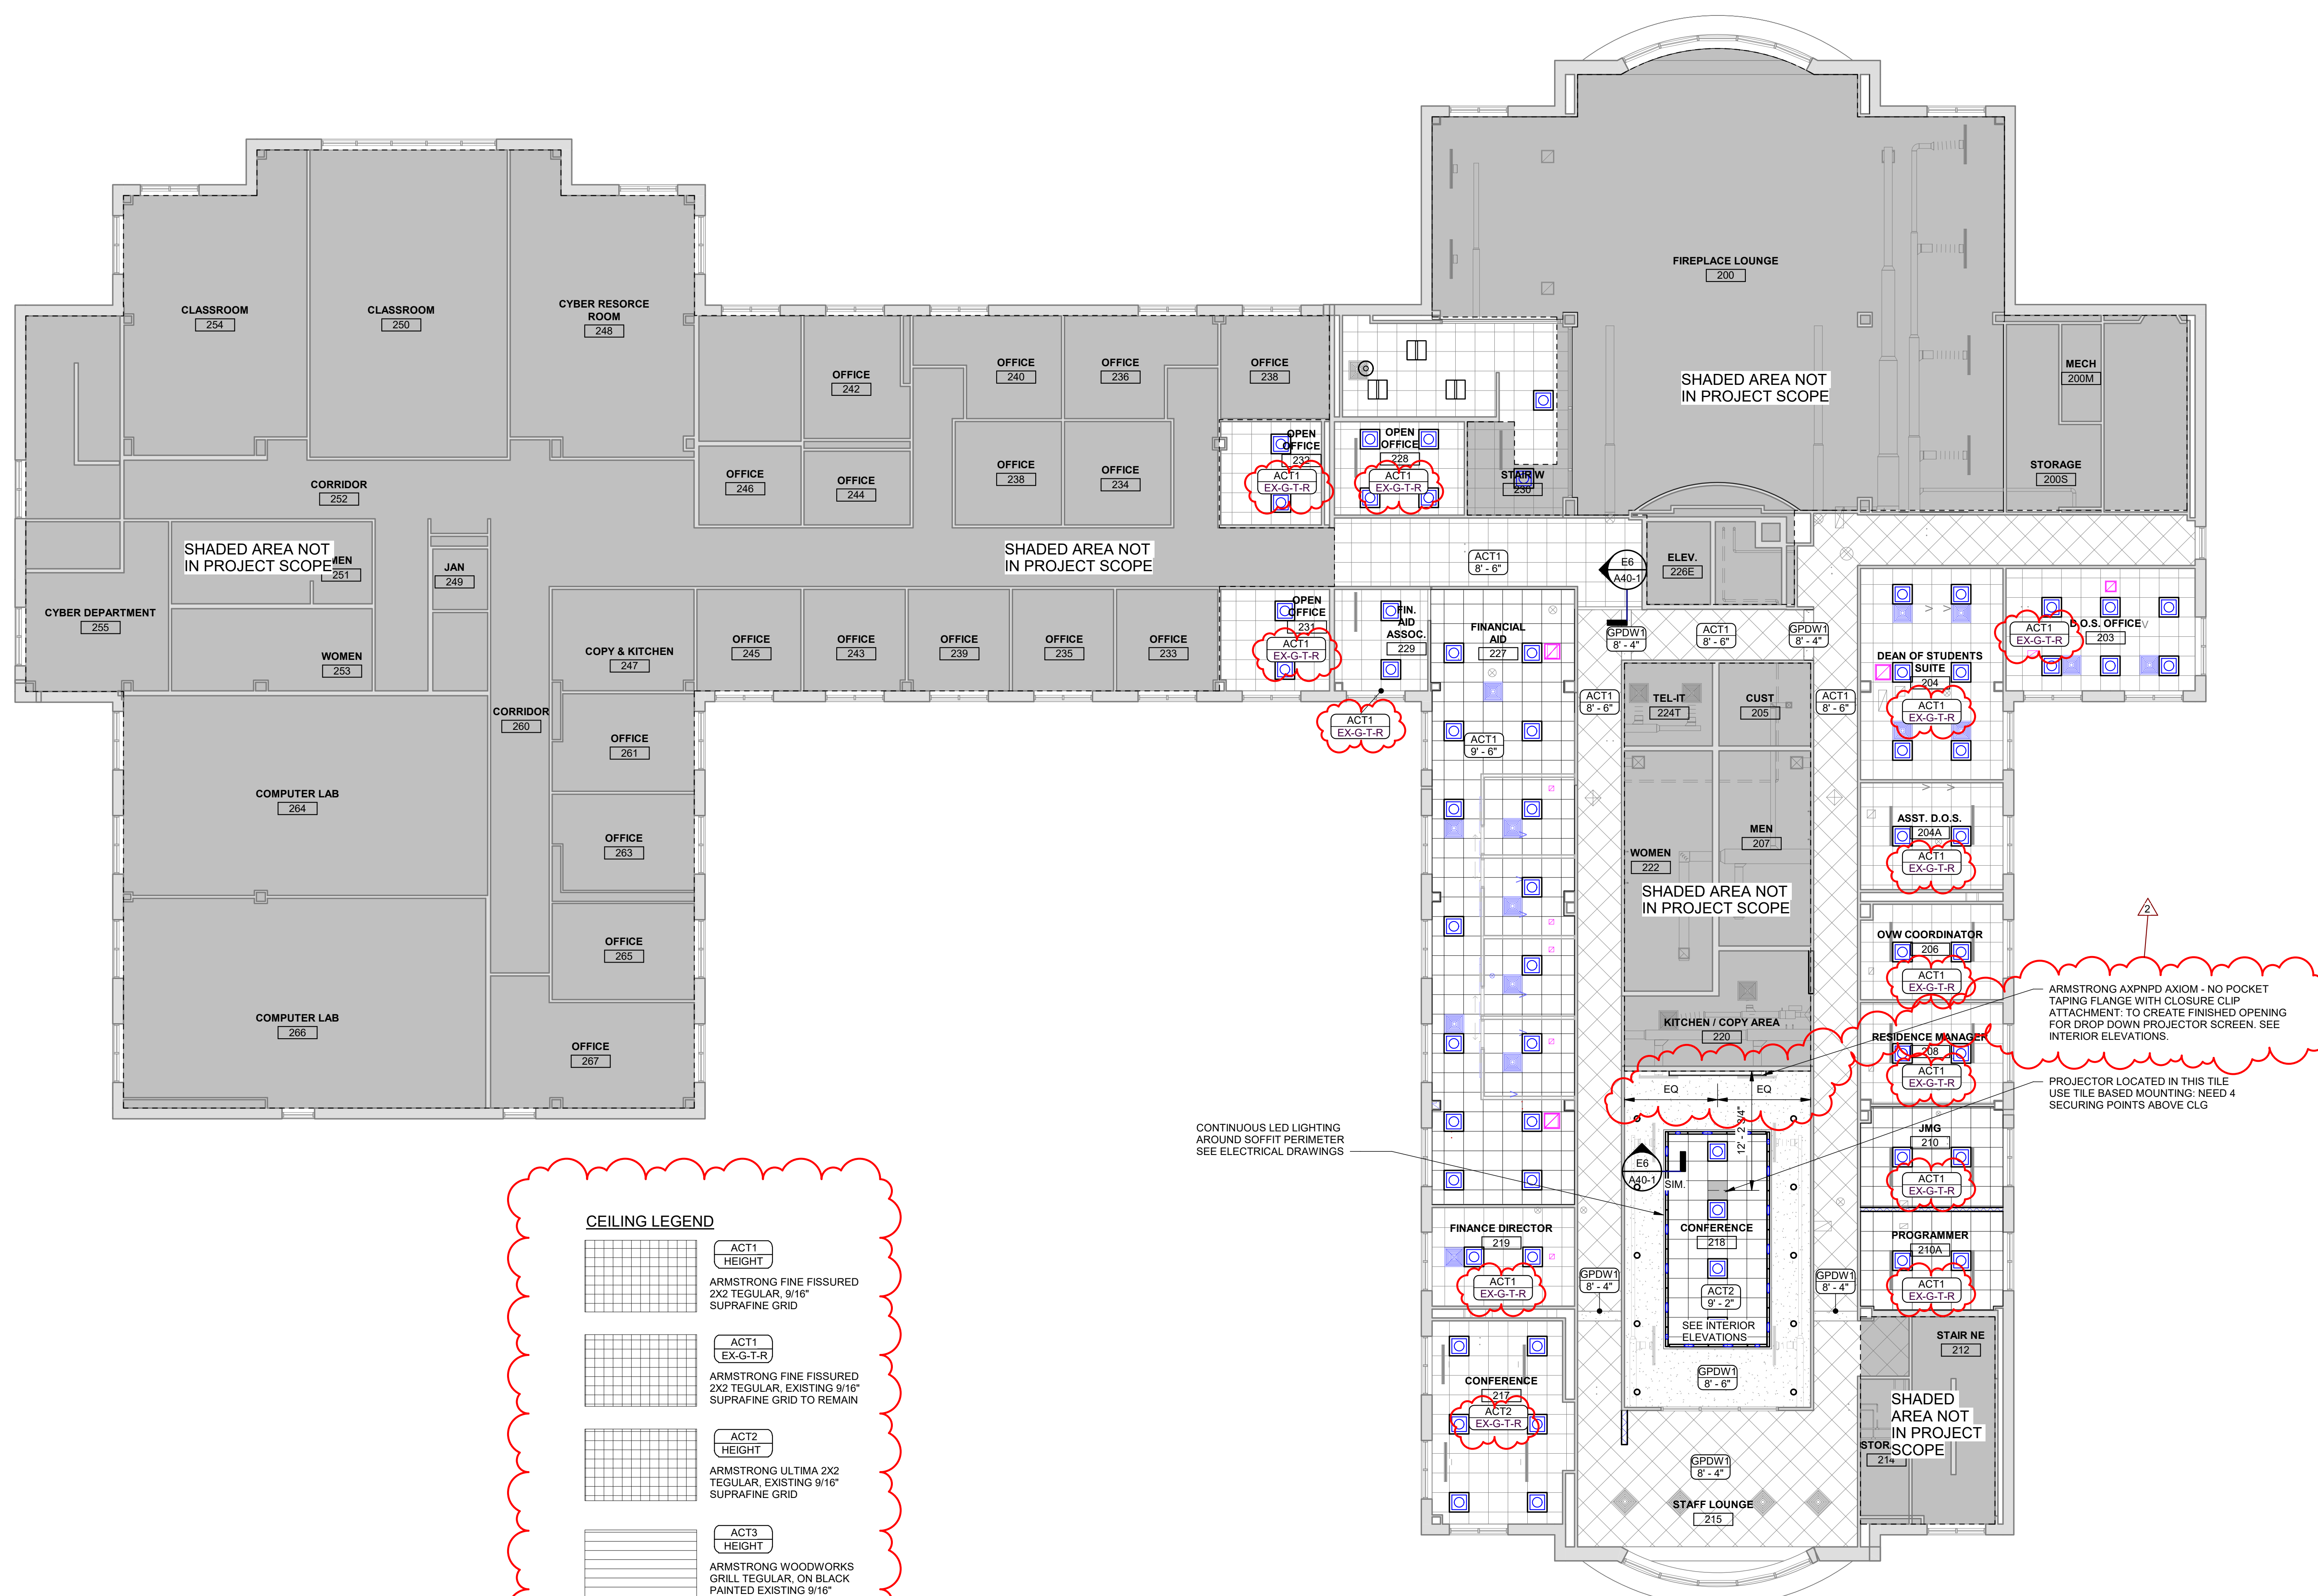 FIREPLACE LOUNGE
200
SHADED AREA NOT
IN PROJECT SCOPE
MECH
200M
STORAGE
200S
CLASSROOM
254
CLASSROOM
250
CYBER RESORCE
ROOM
248
OFFICE
242
OFFICE
240
OFFICE
236
OFFICE
238
OFFICE
246
OFFICE
244
OFFICE
238
OFFICE
234
OPEN
OFFICE
232
ACT1
EX-G-T-R
OPEN
OFFICE
228
ACT1
EX-G-T-R
STAIR W
230
CORRIDOR
252
SHADED AREA NOT
IN PROJECT SCOPE
MEN
251
JAN
249
SHADED AREA NOT
IN PROJECT SCOPE
ACT1
8' - 6"
E6
A40-1
ELEV.
226E
CYBER DEPARTMENT
255
WOMEN
253
COPY & KITCHEN
247
OFFICE
245
OFFICE
243
OFFICE
239
OFFICE
235
OFFICE
233
OPEN
OFFICE
231
ACT1
EX-G-T-R
FIN.
AID
ASSOC.
229
ACT1
EX-G-T-R
FINANCIAL
AID
227
ACT1
9' - 6"
GPDW1
8' - 4"
ACT1
8' - 6"
GPDW1
8' - 4"
ACT1
8' - 6"
ACT1
8' - 6"
TEL-IT
224T
CUST
205
DEAN OF STUDENTS
SUITE
204
ACT1
EX-G-T-R
D.O.S. OFFICE
203
ACT1
EX-G-T-R
CORRIDOR
260
OFFICE
261
COMPUTER LAB
264
OFFICE
263
OFFICE
265
COMPUTER LAB
266
OFFICE
267
WOMEN
222
MEN
207
SHADED AREA NOT
IN PROJECT SCOPE
ASST. D.O.S.
204A
ACT1
EX-G-T-R
OVW COORDINATOR
206
ACT1
EX-G-T-R
2
ARMSTRONG AXPNPD AXIOM - NO POCKET
TAPING FLANGE WITH CLOSURE CLIP
ATTACHMENT: TO CREATE FINISHED OPENING
FOR DROP DOWN PROJECTOR SCREEN. SEE
INTERIOR ELEVATIONS.
KITCHEN / COPY AREA
220
RESIDENCE MANAGER
208
ACT1
EX-G-T-R
EQ
EQ
12' - 2 3/4"
PROJECTOR LOCATED IN THIS TILE
USE TILE BASED MOUNTING: NEED 4
SECURING POINTS ABOVE CLG
JMG
210
ACT1
EX-G-T-R
CONTINUOUS LED LIGHTING
AROUND SOFFIT PERIMETER
SEE ELECTRICAL DRAWINGS
E6
A40-1
SIM.
CONFERENCE
218
ACT2
9' - 2"
SEE INTERIOR
ELEVATIONS
GPDW1
8' - 6"
FINANCE DIRECTOR
219
ACT1
EX-G-T-R
GPDW1
8' - 4"
GPDW1
8' - 4"
PROGRAMMER
210A
ACT1
EX-G-T-R
STAIR NE
212
CONFERENCE
217
ACT2
EX-G-T-R
SHADED
AREA NOT
IN PROJECT
SCOPE
STOR
214
GPDW1
8' - 4"
STAFF LOUNGE
215
CEILING LEGEND
ACT1
HEIGHT
ARMSTRONG FINE FISSURED
2X2 TEGULAR, 9/16"
SUPRAFINE GRID
ACT1
EX-G-T-R
ARMSTRONG FINE FISSURED
2X2 TEGULAR, EXISTING 9/16"
SUPRAFINE GRID TO REMAIN
ACT2
HEIGHT
ARMSTRONG ULTIMA 2X2
TEGULAR, EXISTING 9/16"
SUPRAFINE GRID
ACT3
HEIGHT
ARMSTRONG WOODWORKS
GRILL TEGULAR, ON BLACK
PAINTED EXISTING 9/16"